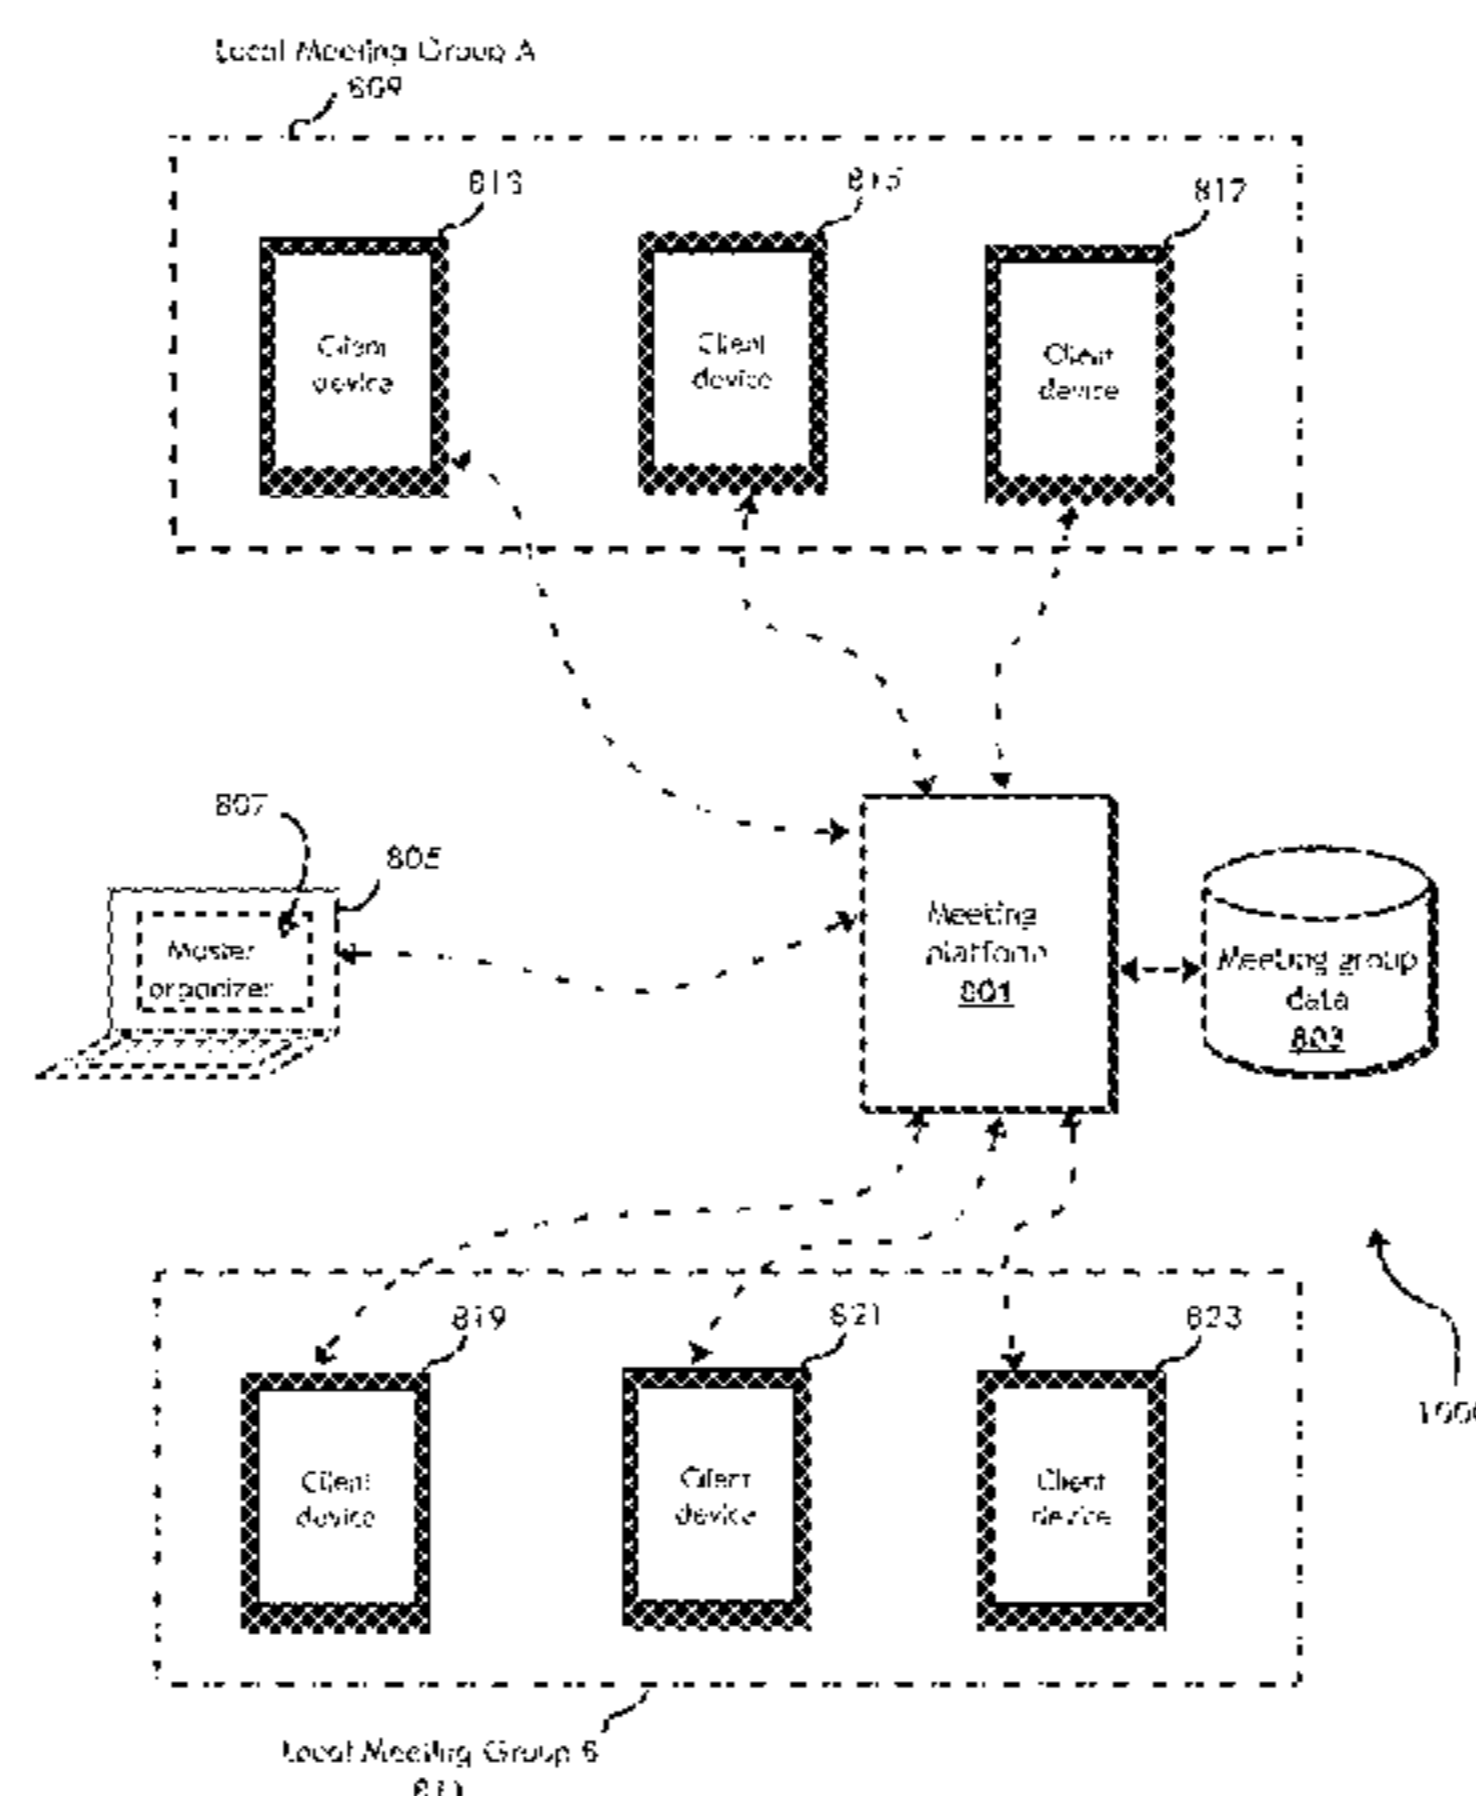 Local Meeting Group A
809
813
815
817
Client
device
Client
device
Client
device
807
805
Master
organizer
Meeting
platform
801
Meeting group
data
803
819
821
823
Client
device
Client
device
Client
device
Local Meeting Group B
811